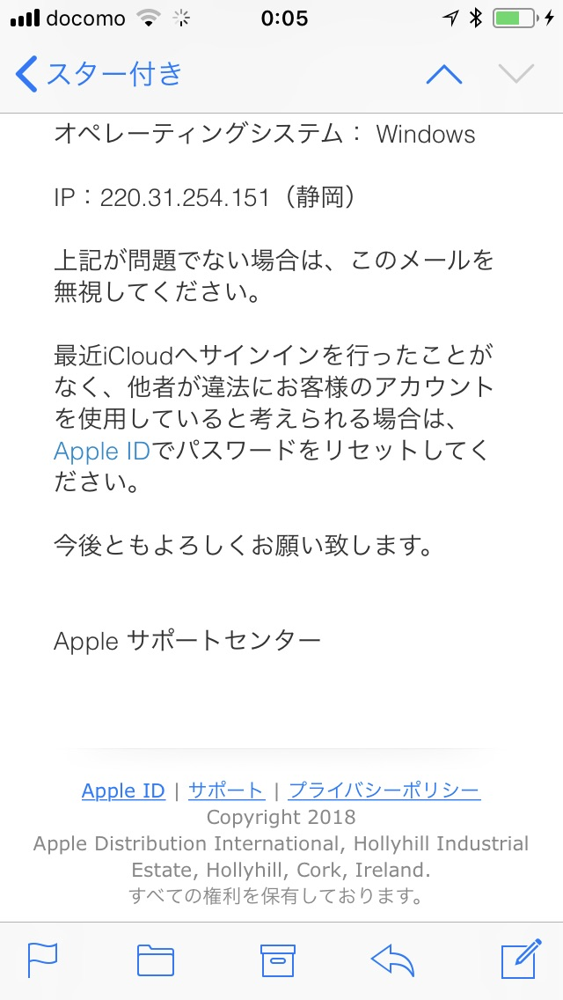 docomo 0:05
スター付き
オペレーティングシステム： Windows
IP：220.31.254.151（静岡）
上記が問題でない場合は、このメールを
無視してください。
最近iCloudへサインインを行ったことが
なく、他者が違法にお客様のアカウント
を使用していると考えられる場合は、
Apple IDでパスワードをリセットしてく
ださい。
今後ともよろしくお願い致します。
Apple サポートセンター
Apple ID | サポート | プライバシーポリシー
Copyright 2018
Apple Distribution International, Hollyhill Industrial
Estate, Hollyhill, Cork, Ireland.
すべての権利を保有しております。